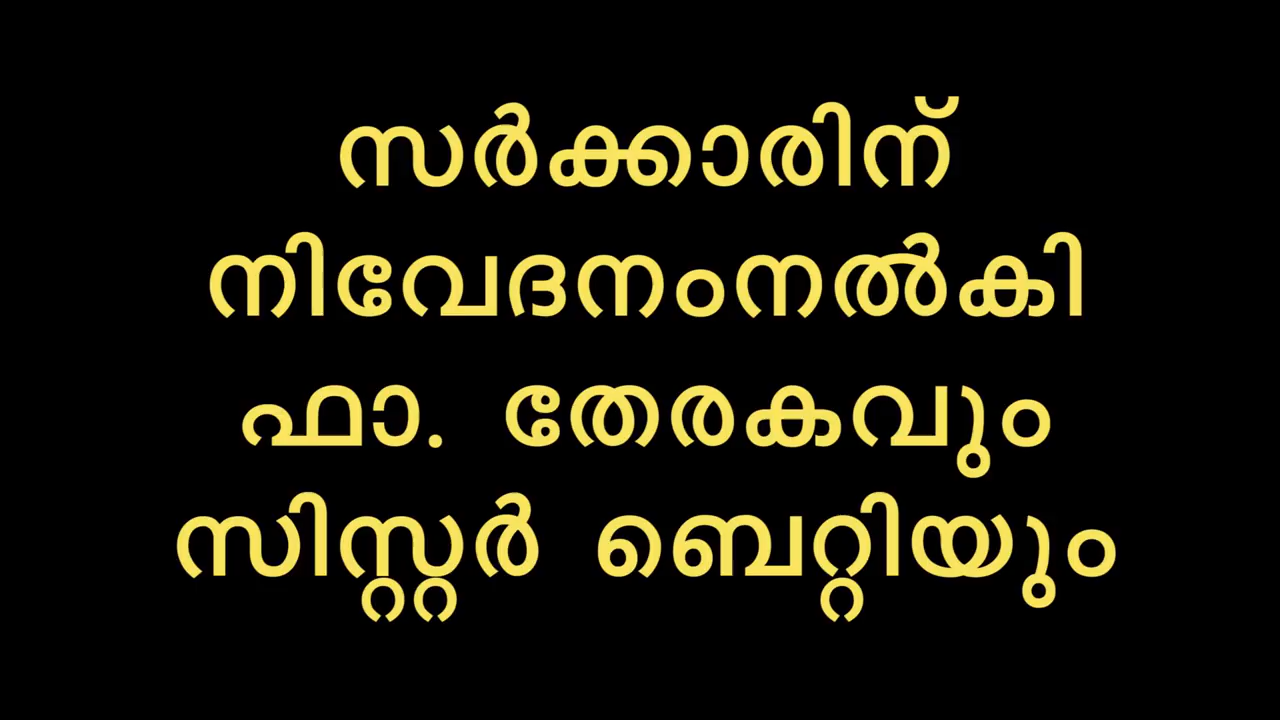 സർക്കാരിന്
നിവേദനംനൽകി
ഫാ. തേരകവും
സിസ്റ്റർ ബെറ്റിയും